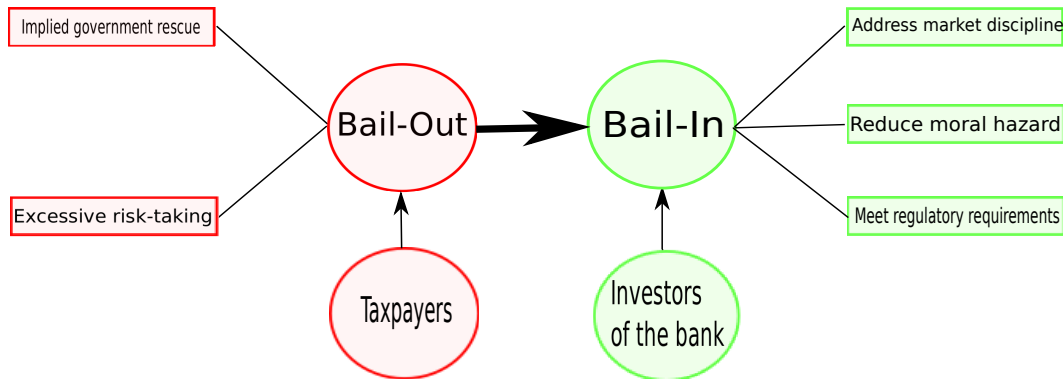 Implied government rescue
Excessive risk-taking
Bail-Out
Taxpayers
Bail-In
Investors
of the bank
Address market discipline
Reduce moral hazard
Meet regulatory requirements